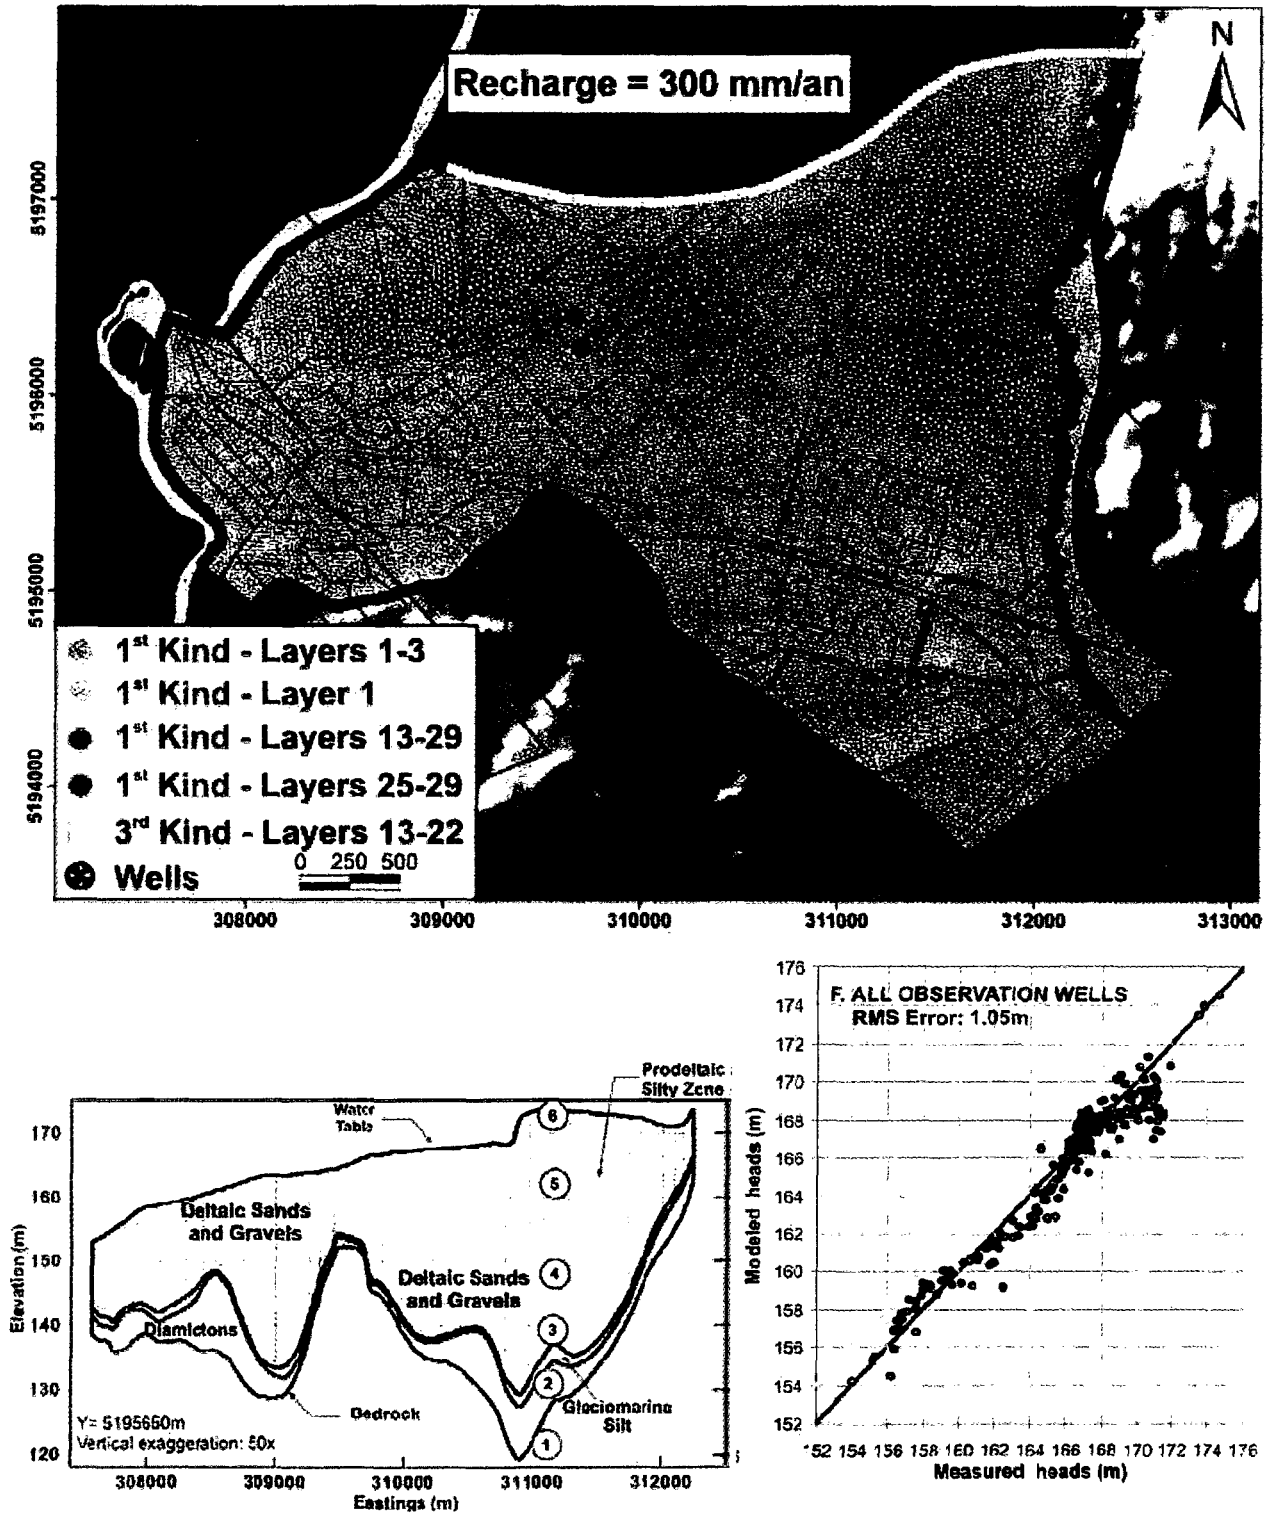 N
Recharge = 300 mm/an
5197000
5196000
5195000
5194000
1st Kind - Layers 1-3
1st Kind - Layer 1
1st Kind - Layers 13-29
1st Kind - Layers 25-29
3rd Kind - Layers 13-22
Wells
0 250 500
308000 309000 310000 311000 312000 313000
Prodeltaic
Silty Zone
Water
Table
6
5
Deltaic Sands
and Gravels
Deltaic Sands
and Gravels
4
3
Diamictons
2
Glaciomarine
Silt
Bedrock
1
Y= 5195650m
Vertical exaggeration: 50x
170
160
150
140
130
120
Elevation (m)
308000 309000 310000 311000 312000
Eastings (m)
F. ALL OBSERVATION WELLS
RMS Error: 1.05m
176
174
172
170
168
166
164
162
160
158
156
154
152
Modeled heads (m)
152 154 156 158 160 162 164 166 168 170 172 174 176
Measured heads (m)